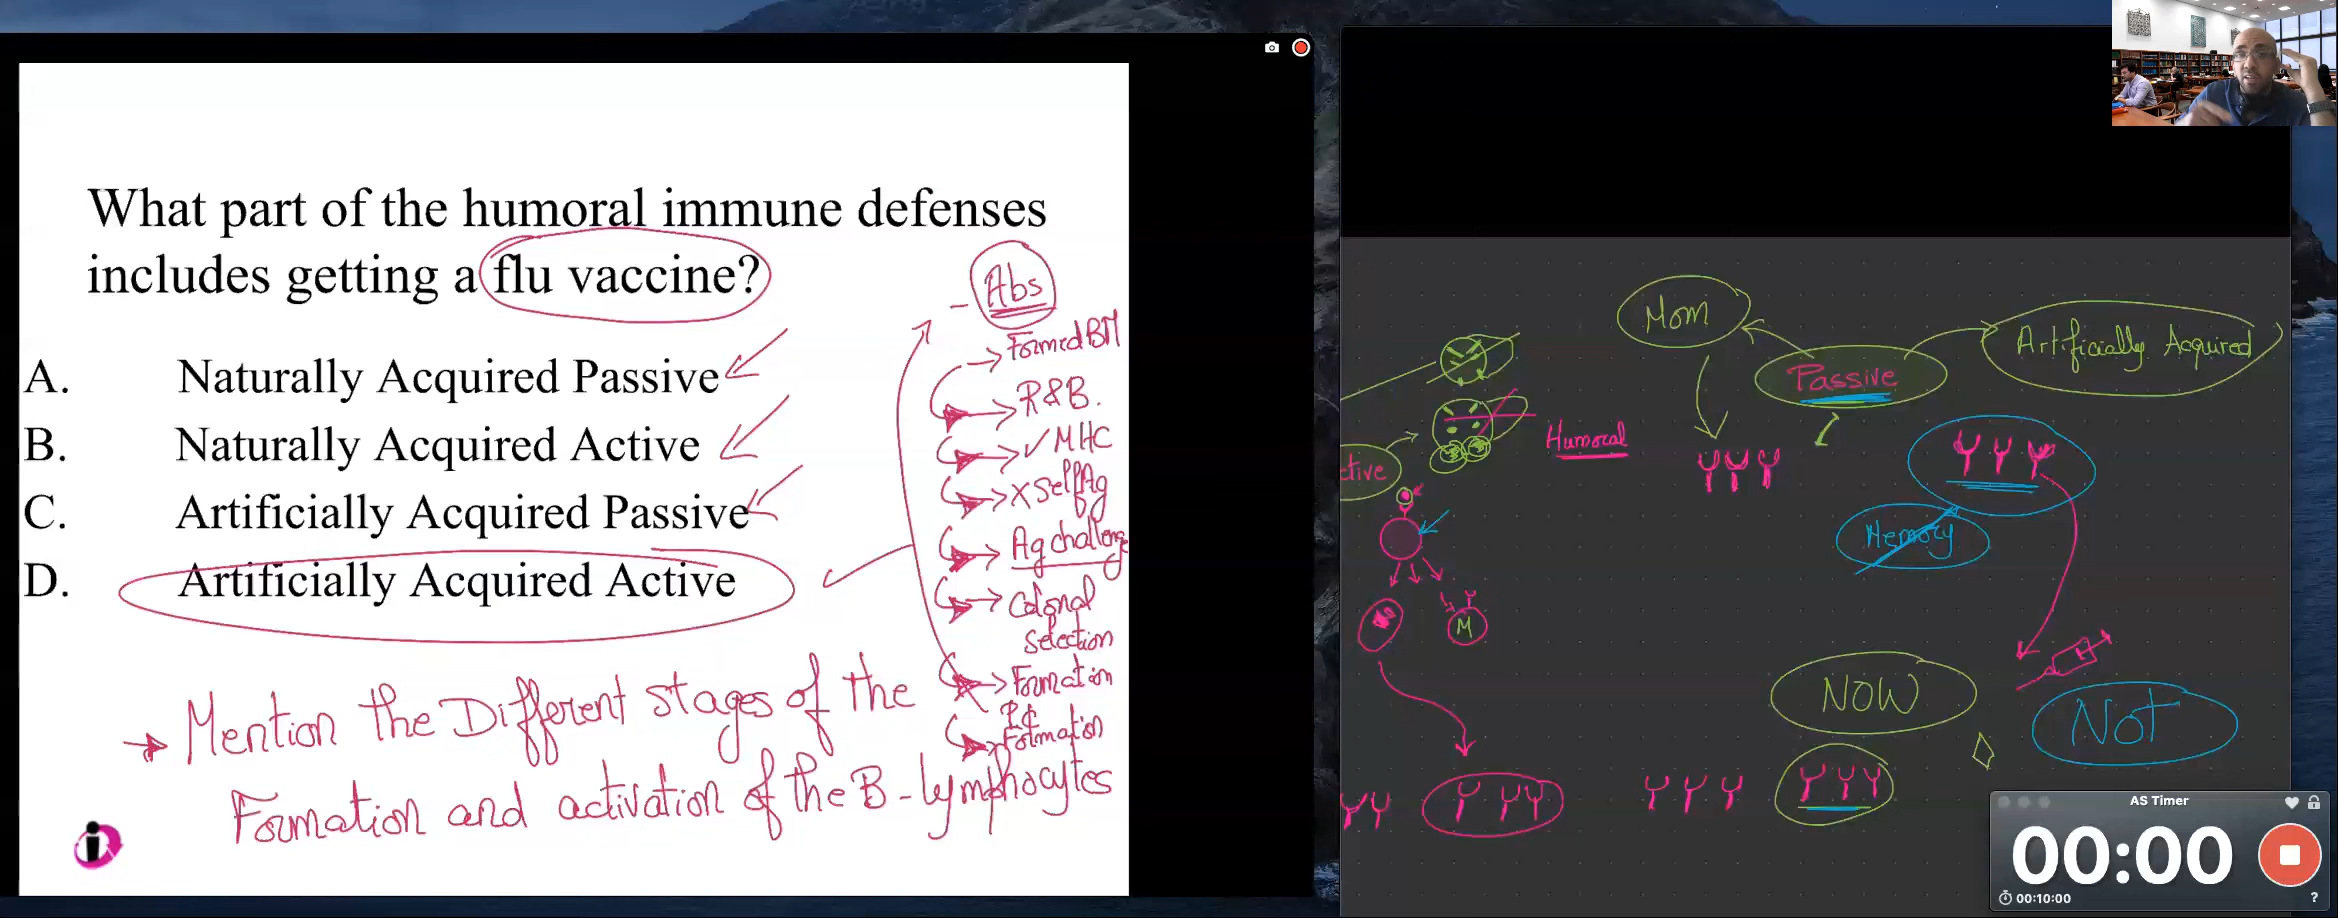 What part of the humoral immune defenses
includes getting a flu vaccine?
A. Naturally Acquired Passive
B. Naturally Acquired Active
C. Artificially Acquired Passive
D. Artificially Acquired Active
Abs
Formed BM
R&B.
✓MHC
X Self Ag
Ag challenge
Colonal
Selection
Formation
Formation
→ Mention the Different stages of the
Formation and activation of the B-lymphocytes
Mom
Artificially Acquired
Passive
Humoral
ctive
Memory
M
NOW
Not
AS Timer
00:00
00:10:00
?